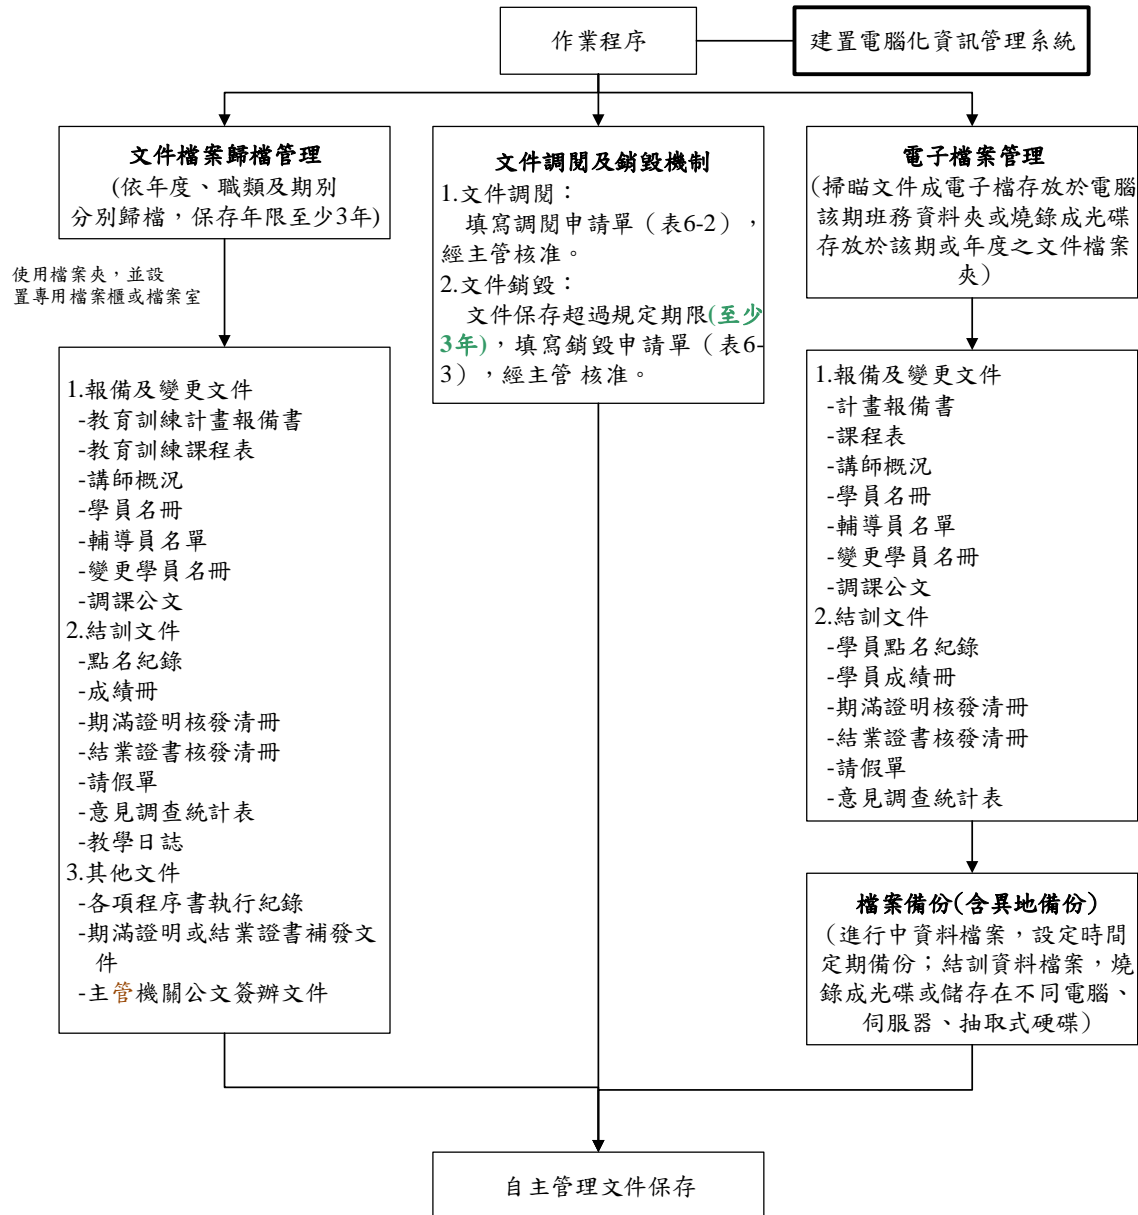 作業程序
建置電腦化資訊管理系統
文件檔案歸檔管理
(依年度、職類及期別
分別歸檔，保存年限至少3年)
使用檔案夾，並設
置專用檔案櫃或檔案室
1.報備及變更文件
-教育訓練計畫報備書
-教育訓練課程表
-講師概況
-學員名冊
-輔導員名單
-變更學員名冊
-調課公文
2.結訓文件
-點名紀錄
-成績冊
-期滿證明核發清冊
-結業證書核發清冊
-請假單
-意見調查統計表
-教學日誌
3.其他文件
-各項程序書執行紀錄
-期滿證明或結業證書補發文
件
-主管機關公文簽辦文件
文件調閱及銷毀機制
1.文件調閱：
填寫調閱申請單（表6-2），
經主管核准。
2.文件銷毀：
文件保存超過規定期限(至少
3年)，填寫銷毀申請單（表6-
3），經主管 核准。
電子檔案管理
(掃瞄文件成電子檔存放於電腦
該期班務資料夾或燒錄成光碟
存放於該期或年度之文件檔案
夾）
1.報備及變更文件
-計畫報備書
-課程表
-講師概況
-學員名冊
-輔導員名單
-變更學員名冊
-調課公文
2.結訓文件
-學員點名紀錄
-學員成績冊
-期滿證明核發清冊
-結業證書核發清冊
-請假單
-意見調查統計表
檔案備份(含異地備份)
（進行中資料檔案，設定時間
定期備份；結訓資料檔案，燒
錄成光碟或儲存在不同電腦、
伺服器、抽取式硬碟）
自主管理文件保存